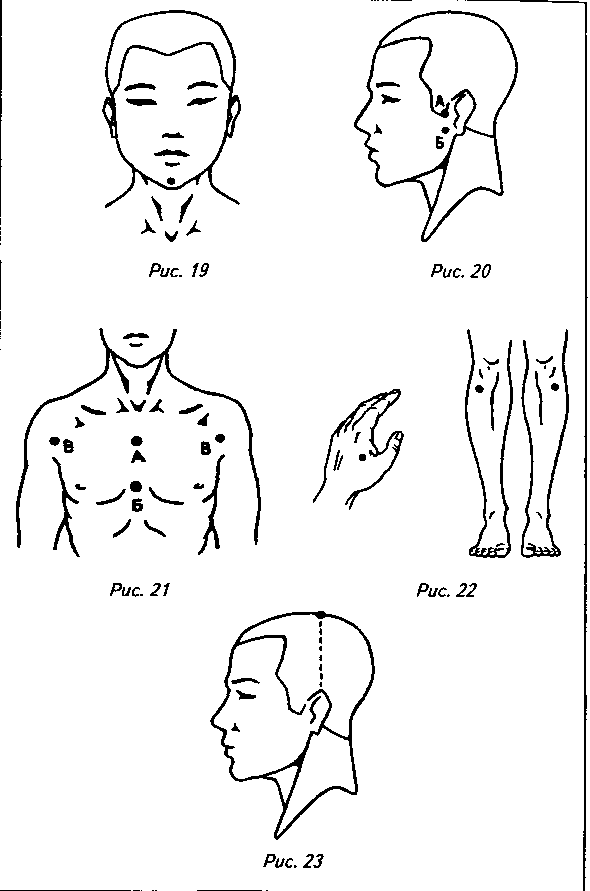 А
Б
Рис. 19
Рис. 20
В
А
В
Б
Рис. 21
Рис. 22
Рис. 23